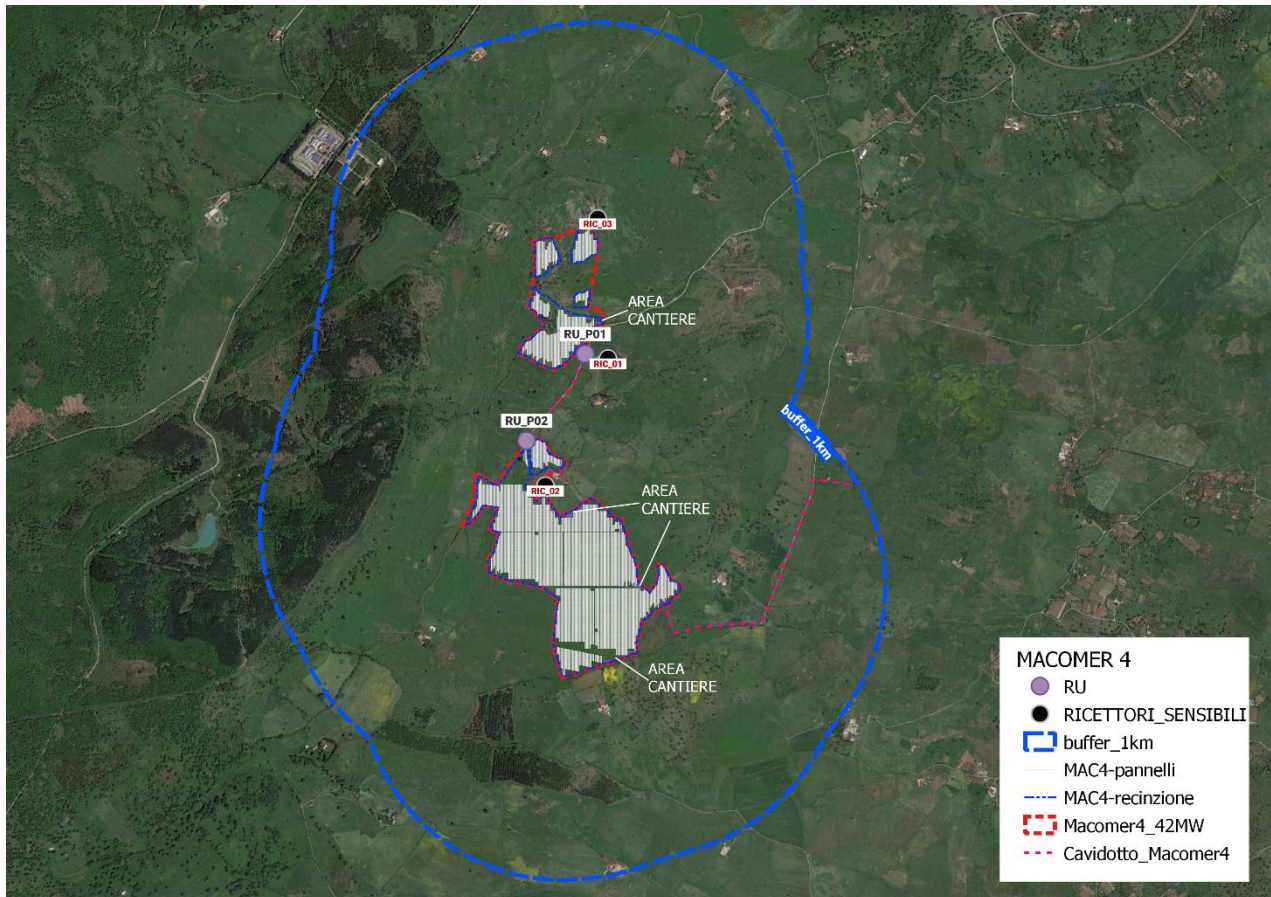 RIC_03
AREA
CANTIERE
RU_P01
RIC_01
RU_P02
buffer_1km
RIC_02
AREA
CANTIERE
AREA
CANTIERE
MACOMER 4
RU
RICETTORI_SENSIBILI
buffer_1km
MAC4-pannelli
MAC4-recinzione
Macomer4_42MW
Cavidotto_Macomer4